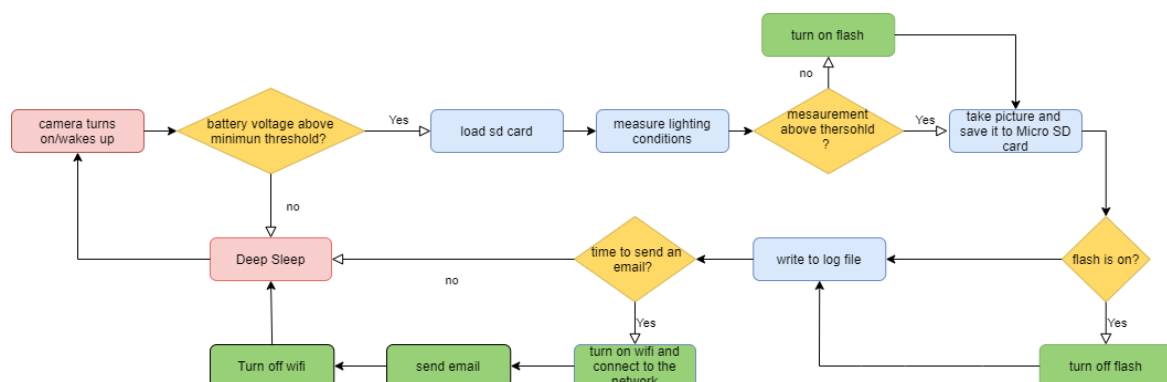 turn on flash
no
camera turns
on/wakes up
battery voltage above
minimun threshold?
Yes
load sd card
measure lighting
conditions
mesaurement
above thersohld
?
Yes
take picture and
save it to Micro SD
card
no
Deep Sleep
time to send an
email?
no
write to log file
flash is on?
Yes
Yes
Turn off wifi
send email
turn on wifi and
connect to the
network
turn off flash